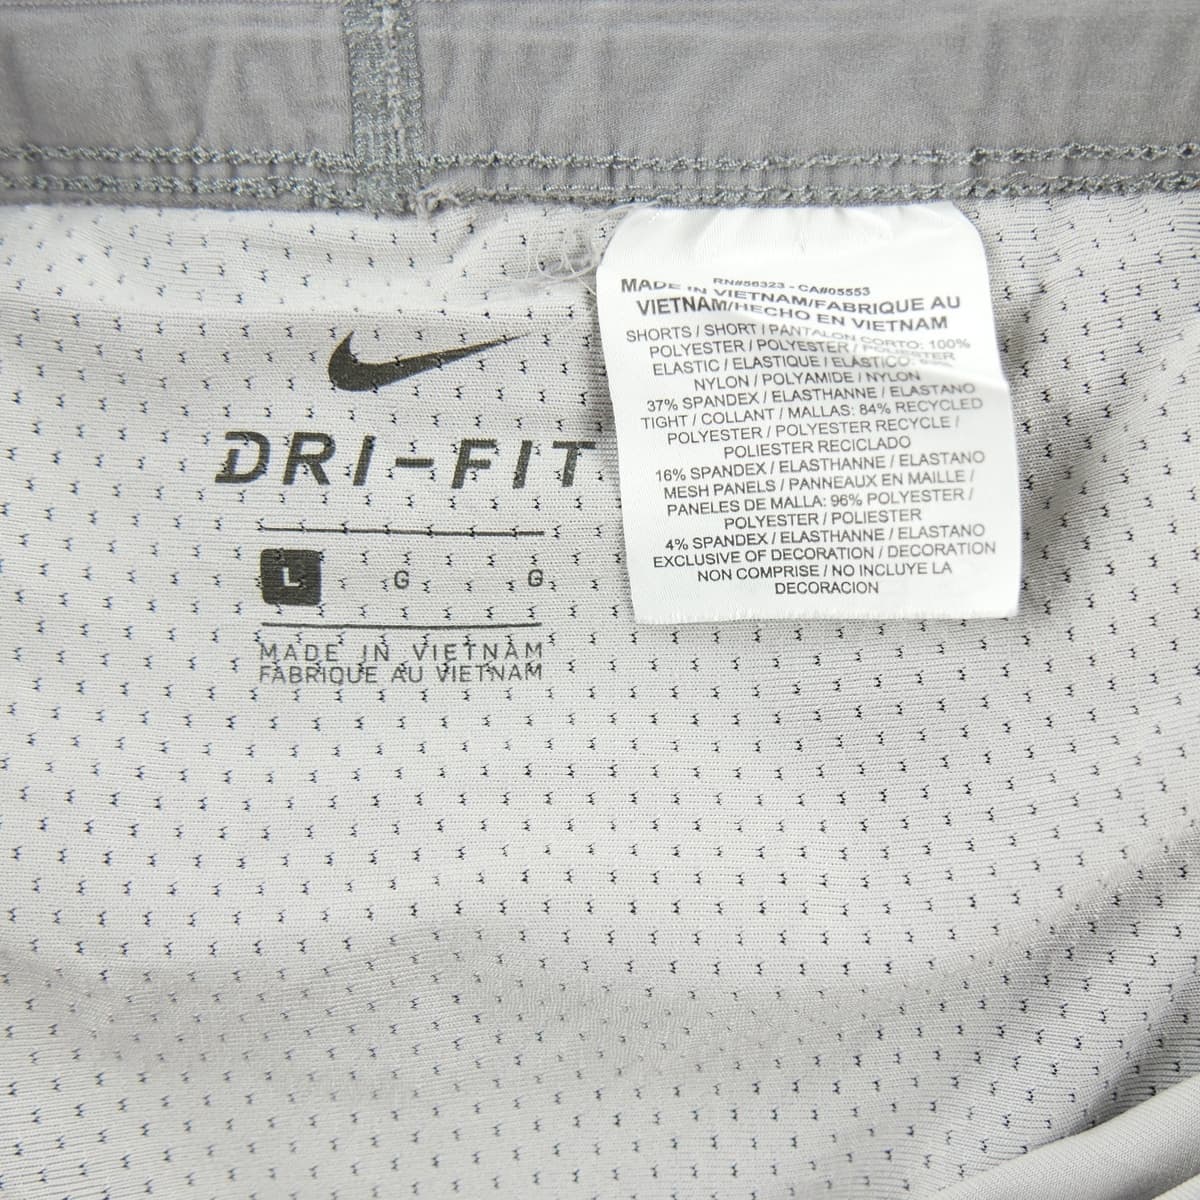 DRI-FIT
L G G
MADE IN VIETNAM
FABRIQUE AU VIETNAM
RN#56323 - CA#05553
MADE IN VIETNAM/FABRIQUE AU
VIETNAM/HECHO EN VIETNAM
SHORTS / SHORT / PANTALON CORTO: 100%
POLYESTER / POLYESTER / POLIESTER
ELASTIC / ELASTIQUE / ELASTICO:
NYLON / POLYAMIDE / NYLON
37% SPANDEX / ELASTHANNE / ELASTANO
TIGHT / COLLANT / MALLAS: 84% RECYCLED
POLYESTER / POLYESTER RECYCLE /
POLIESTER RECICLADO
16% SPANDEX / ELASTHANNE / ELASTANO
MESH PANELS / PANNEAUX EN MAILLE /
PANELES DE MALLA: 96% POLYESTER /
POLYESTER / POLIESTER
4% SPANDEX / ELASTHANNE / ELASTANO
EXCLUSIVE OF DECORATION / DECORATION
NON COMPRISE / NO INCLUYE LA
DECORACION